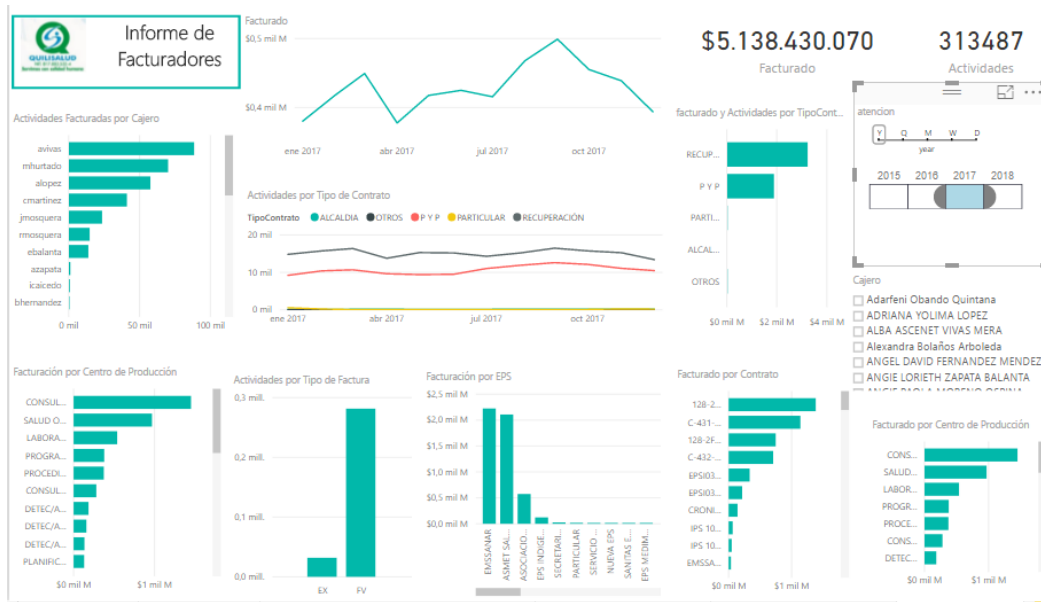 Informe de
Facturadores
QUILISALUD
Facturado
$0,5 mil M
$0,4 mil M
ene 2017
abr 2017
jul 2017
oct 2017
$5.138.430.070
Facturado
313487
Actividades
Actividades Facturadas por Cajero
avivas
mhurtado
alopez
cmartinez
jmosquera
rmosquera
ebalanta
azapata
icaicedo
bhernandez
0 mil
50 mil
100 mil
Actividades por Tipo de Contrato
TipoContrato ALCALDIA OTROS P Y P PARTICULAR RECUPERACIÓN
20 mil
10 mil
0 mil
ene 2017
abr 2017
jul 2017
oct 2017
facturado y Actividades por TipoCont...
RECUP...
P Y P
PARTI...
ALCAL...
OTROS
$0 mil M
$2 mil M
$4 mil M
atencion
Y Q M W D
year
2015 2016 2017 2018
Cajero
Adarfeni Obando Quintana
ADRIANA YOLIMA LOPEZ
ALBA ASCENET VIVAS MERA
Alexandra Bolaños Arboleda
ANGEL DAVID FERNANDEZ MENDEZ
ANGIE LORIETH ZAPATA BALANTA
Facturación por Centro de Producción
CONSUL...
SALUD O...
LABORA...
PROGRA...
PROCEDI...
CONSUL...
DETEC/A...
DETEC/A...
DETEC/A...
PLANIFIC...
$0 mil M
$1 mil M
Actividades por Tipo de Factura
0,3 mill.
0,2 mill.
0,1 mill.
0,0 mill.
EX
FV
Facturación por EPS
$2,5 mil M
$2,0 mil M
$1,5 mil M
$1,0 mil M
$0,5 mil M
$0,0 mil M
EMSSANAR
ASMET SAL...
ASOCIACIO...
EPS INDIGE...
SECRETARI...
PARTICULAR
SERVICIO ...
NUEVA EPS
SANITAS E...
EPS MEDIM...
Facturado por Contrato
128-2...
C-431-...
128-2F...
C-432-...
EPSI03...
EPSI03...
CRONI...
IPS 10...
IPS 10...
EMSSA...
$0 mil M
$1 mil M
Facturado por Centro de Producción
CONS...
SALUD...
LABOR...
PROGR...
PROCE...
CONS...
DETEC...
$0 mil M
$1 mil M